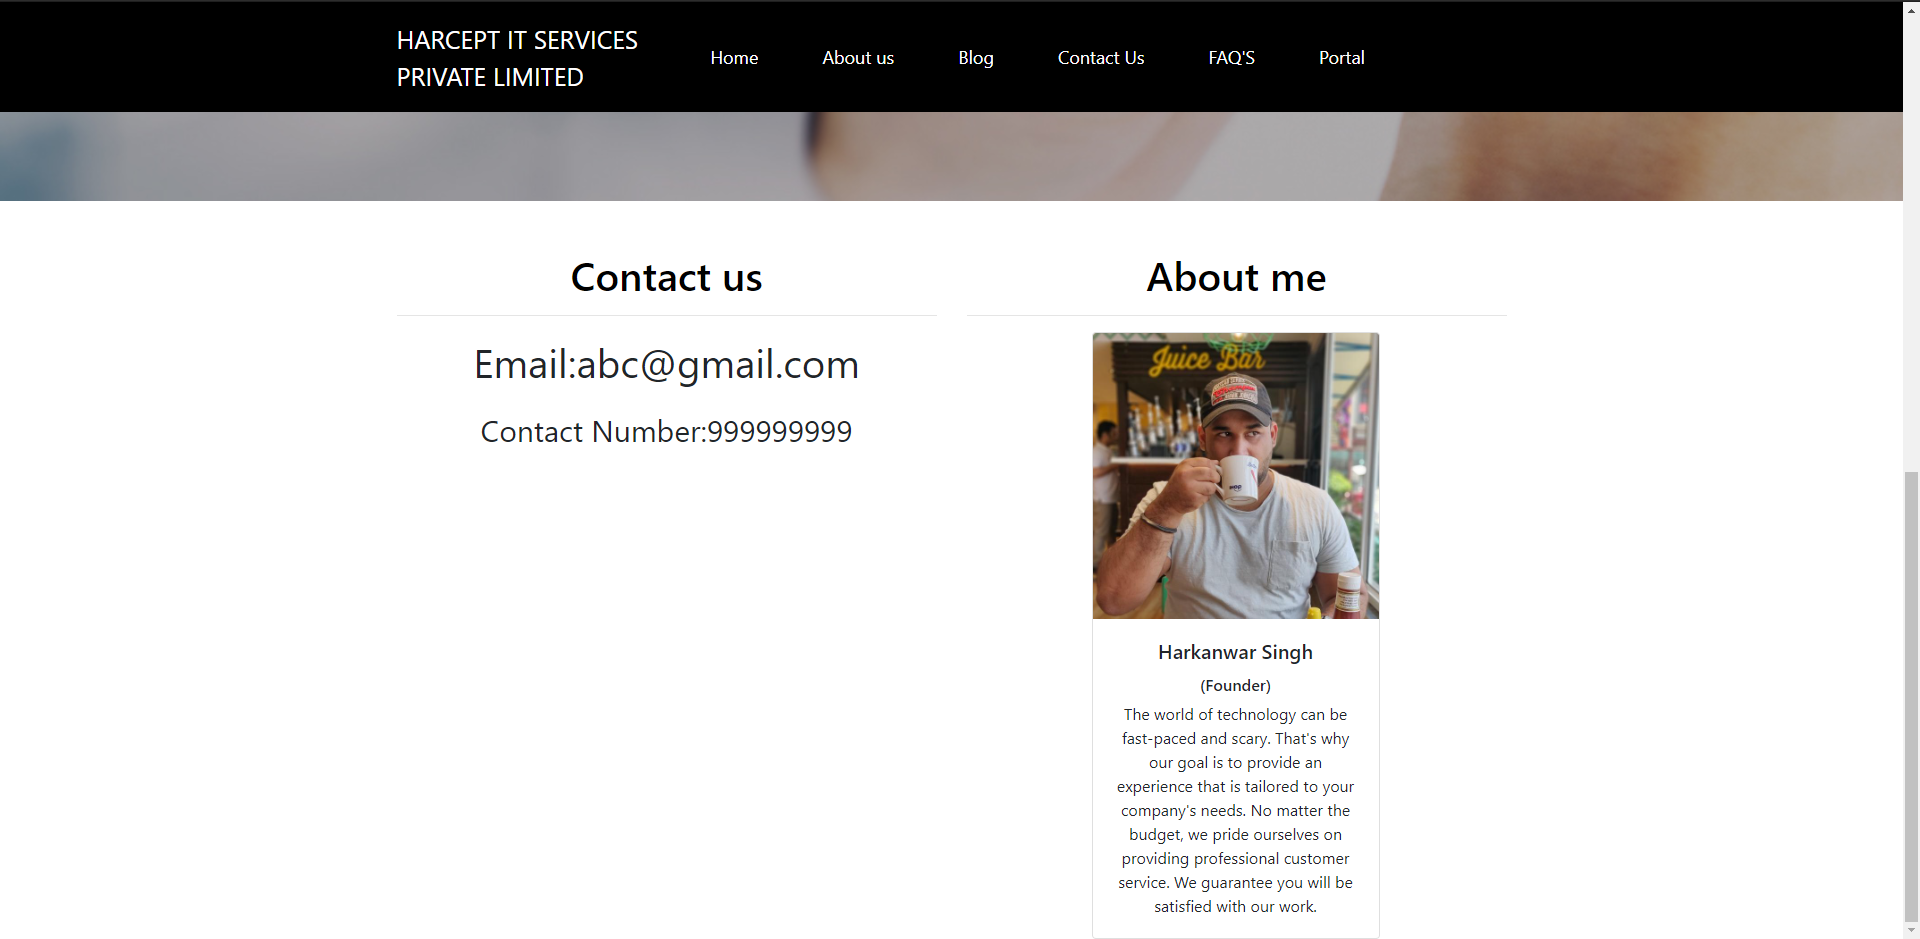 HARCEPT IT SERVICES
PRIVATE LIMITED
Home
About us
Blog
Contact Us
FAQ'S
Portal
Contact us
Email:abc@gmail.com
Contact Number:999999999
About me
Juice Bar
Harkanwar Singh
(Founder)
The world of technology can be
fast-paced and scary. That's why
our goal is to provide an
experience that is tailored to your
company's needs. No matter the
budget, we pride ourselves on
providing professional customer
service. We guarantee you will be
satisfied with our work.